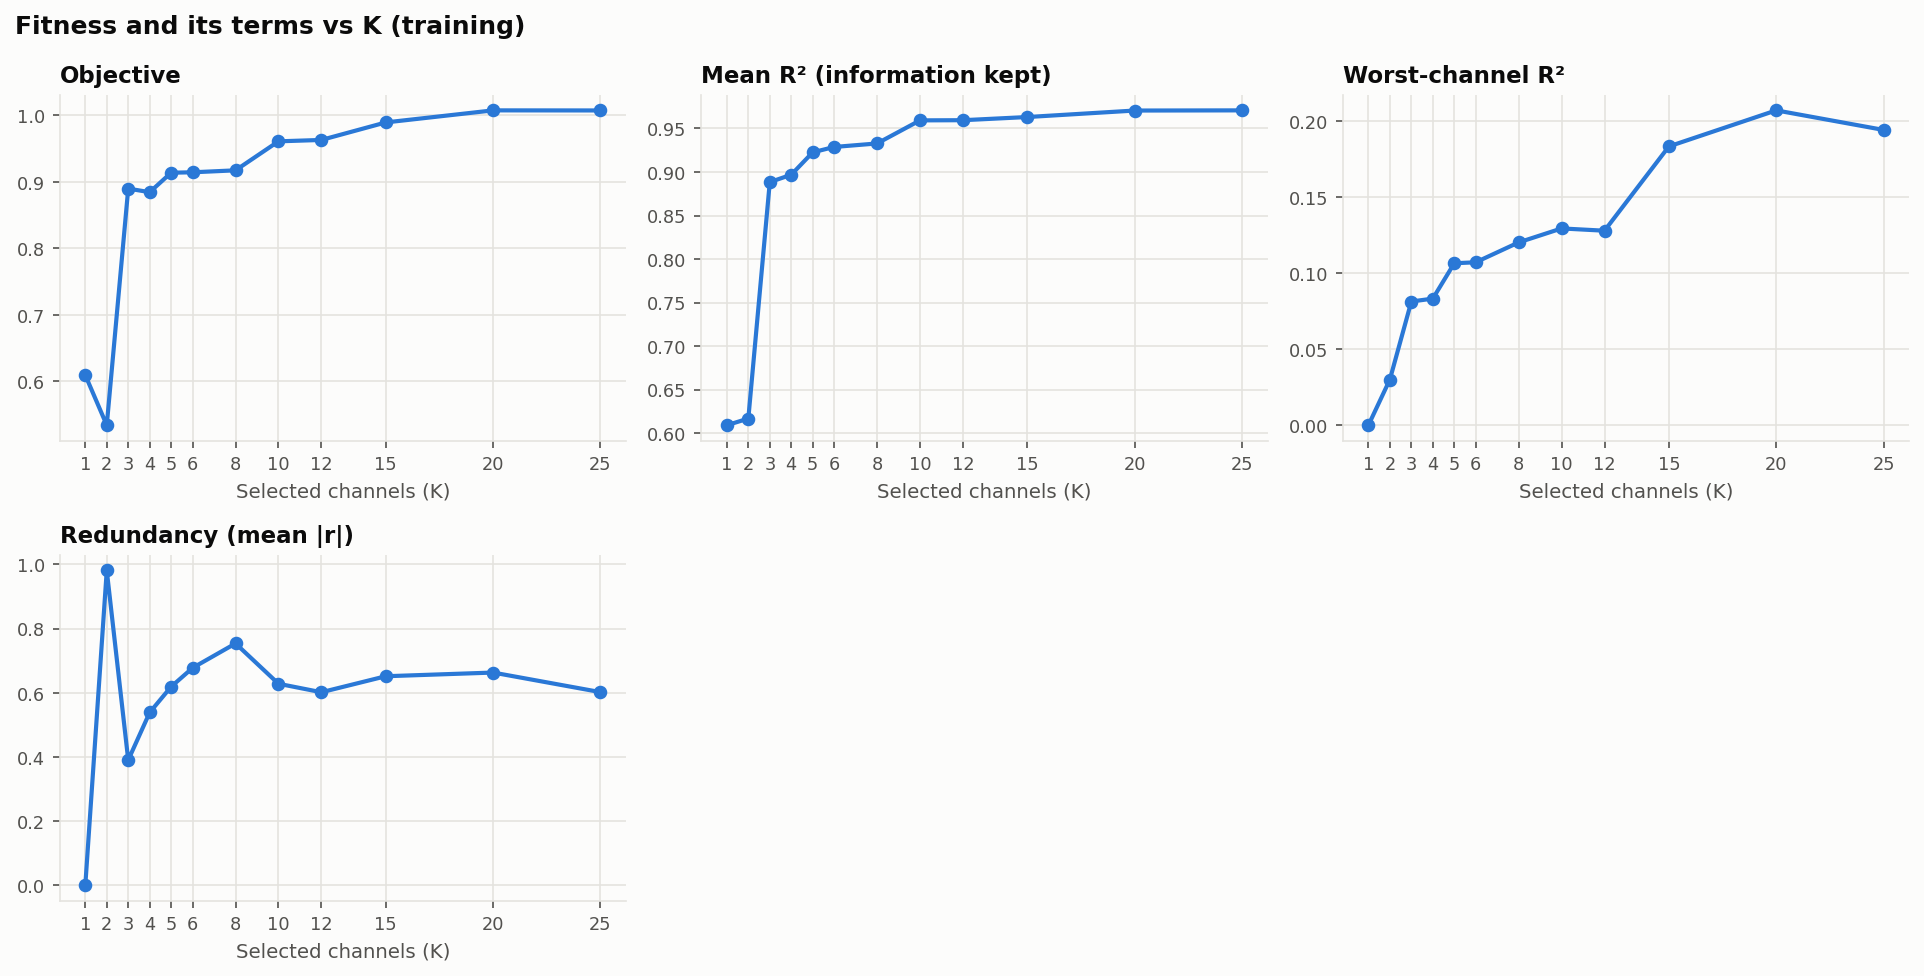 Fitness and its terms vs K (training)
Objective
1.0
0.9
0.8
0.7
0.6
1 2 3 4 5 6 8 10 12 15 20 25
Selected channels (K)
Mean R² (information kept)
0.95
0.90
0.85
0.80
0.75
0.70
0.65
0.60
1 2 3 4 5 6 8 10 12 15 20 25
Selected channels (K)
Worst-channel R²
0.20
0.15
0.10
0.05
0.00
1 2 3 4 5 6 8 10 12 15 20 25
Selected channels (K)
Redundancy (mean |r|)
1.0
0.8
0.6
0.4
0.2
0.0
1 2 3 4 5 6 8 10 12 15 20 25
Selected channels (K)